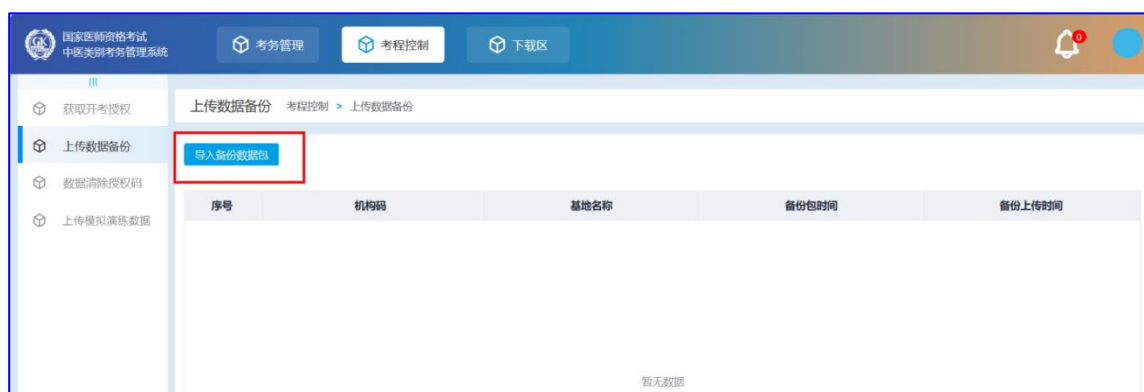 国家医师资格考试
中医类别考务管理系统
考务管理
考程控制
下载区
0
获取开考授权
上传数据备份
数据清除授权码
上传模拟演练数据
上传数据备份 考程控制 > 上传数据备份
导入备份数据包
序号 机构码 基地名称 备份包时间 备份上传时间
暂无数据